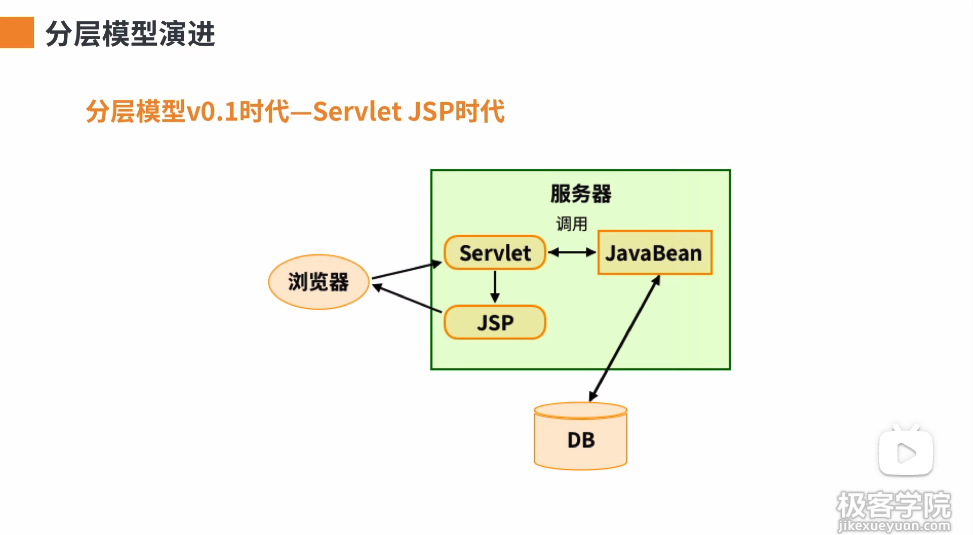 分层模型演进
分层模型v0.1时代—Servlet JSP时代
服务器
调用
Servlet
JavaBean
浏览器
JSP
DB
极客学院
jikexueyuan.com